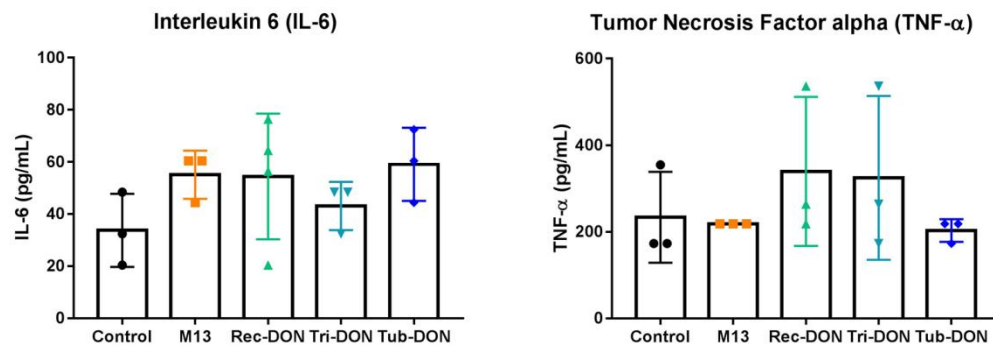 Interleukin 6 (IL-6)
IL-6 (pg/mL)
100
80
60
40
20
0
Control M13 Rec-DON Tri-DON Tub-DON
Tumor Necrosis Factor alpha (TNF-α)
TNF-α (pg/mL)
600
400
200
0
Control M13 Rec-DON Tri-DON Tub-DON